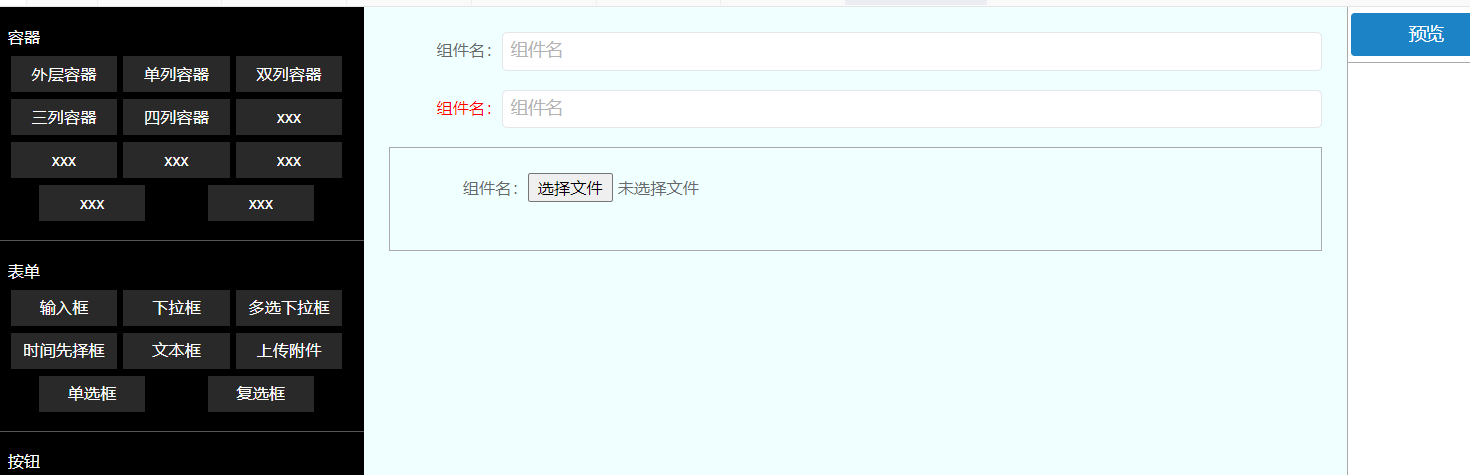 容器
外层容器 单列容器 双列容器
三列容器 四列容器 xxx
xxx xxx xxx
xxx xxx
表单
输入框 下拉框 多选下拉框
时间先择框 文本框 上传附件
单选框 复选框
按钮
组件名： 组件名
组件名： 组件名
组件名： 选择文件 未选择文件
预览